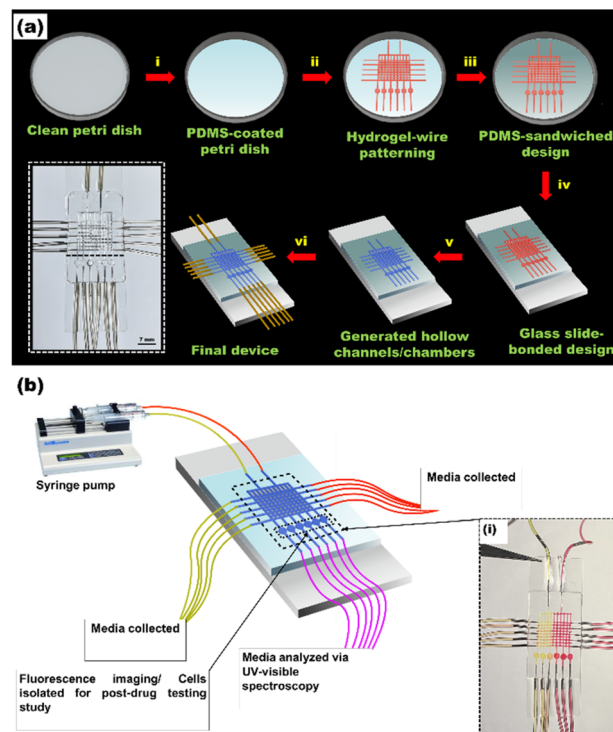 (a)
i
ii
iii
Clean petri dish
PDMS-coated
petri dish
Hydrogel-wire
patterning
PDMS-sandwiched
design
iv
vi
v
7 mm
Final device
Generated hollow
channels/chambers
Glass slide-
bonded design
(b)
Syringe pump
Media collected
(i)
Media collected
Fluorescence imaging/ Cells
isolated for post-drug testing
study
Media analyzed via
UV-visible
spectroscopy